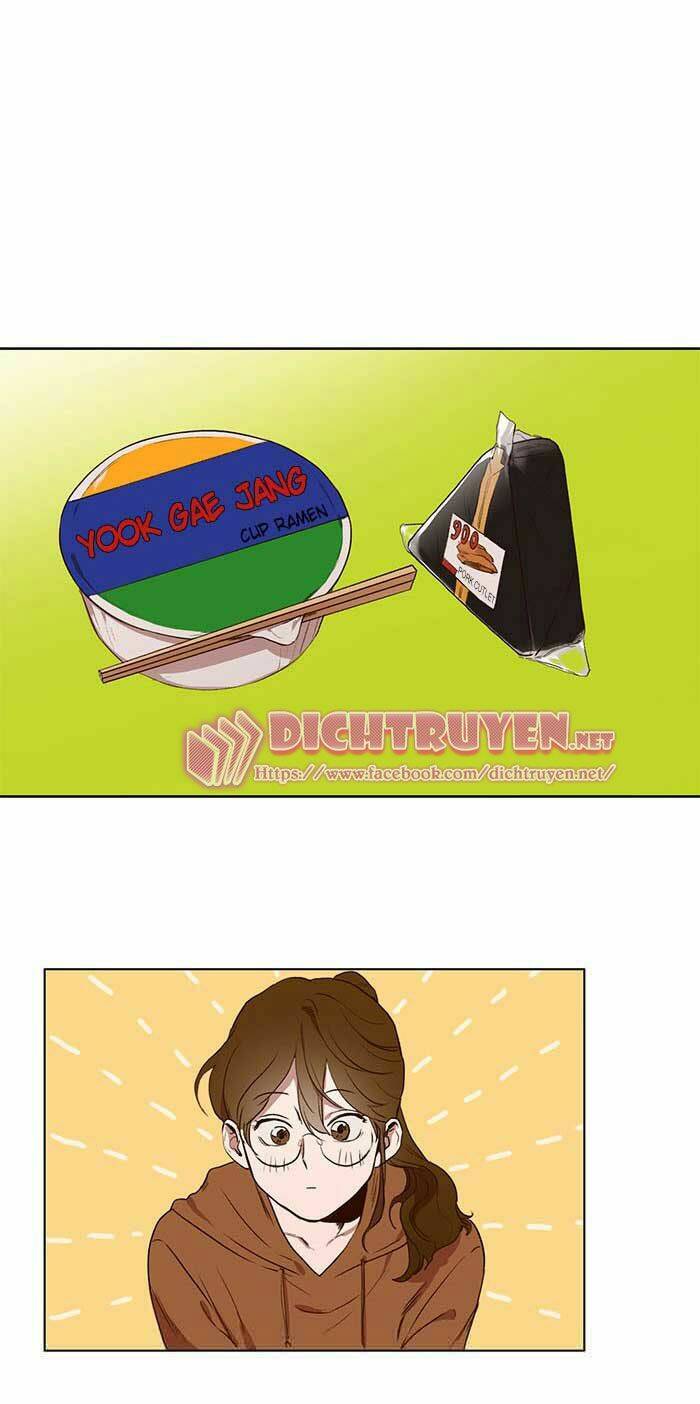 YOOK GAE JANG
CUP RAMEN
900
PORK CUTLET
DICHTRUYEN.NET
Https://www.facebook.com/dichtruyen.net/